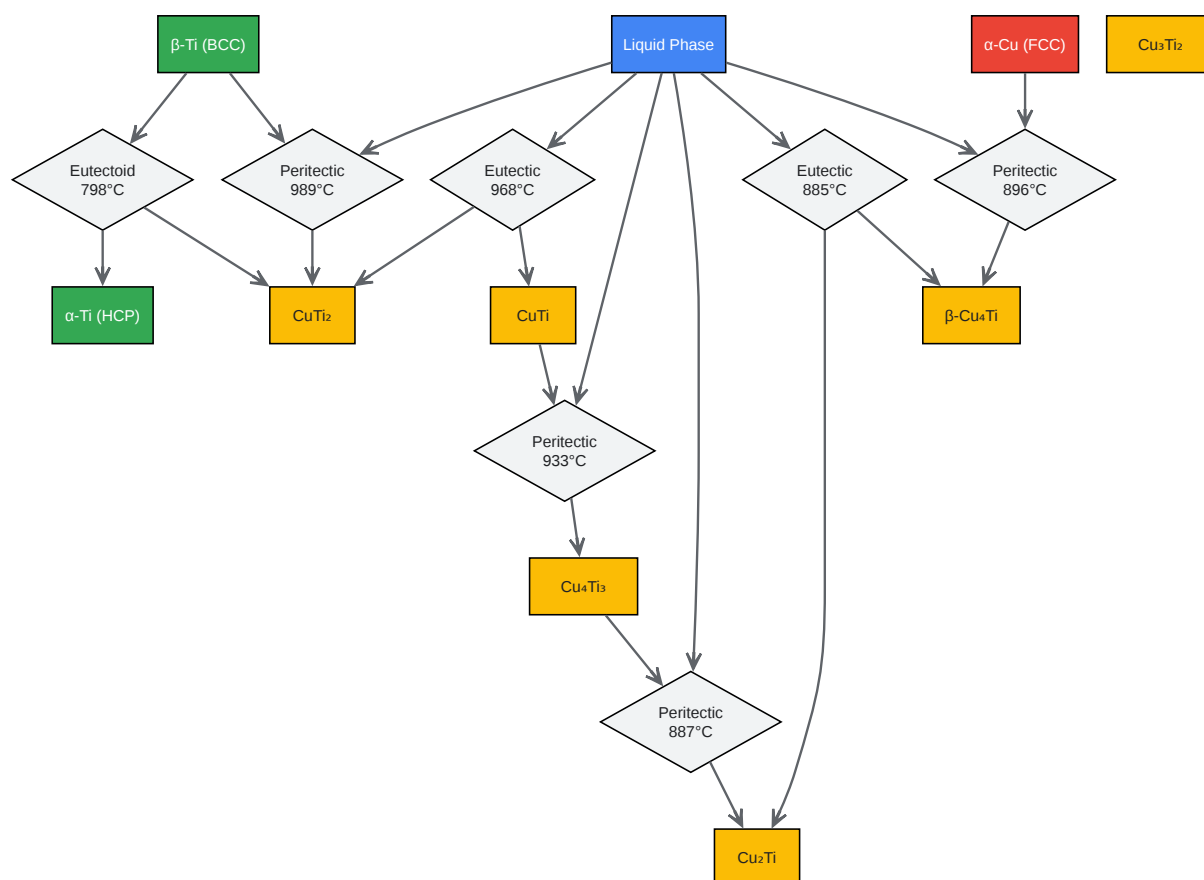 β-Ti (BCC)
Liquid Phase
α-Cu (FCC)
Cu₃Ti₂
Eutectoid
798°C
Peritectic
989°C
Eutectic
968°C
Eutectic
885°C
Peritectic
896°C
α-Ti (HCP)
CuTi₂
CuTi
β-Cu₄Ti
Peritectic
933°C
Cu₄Ti₃
Peritectic
887°C
Cu₂Ti